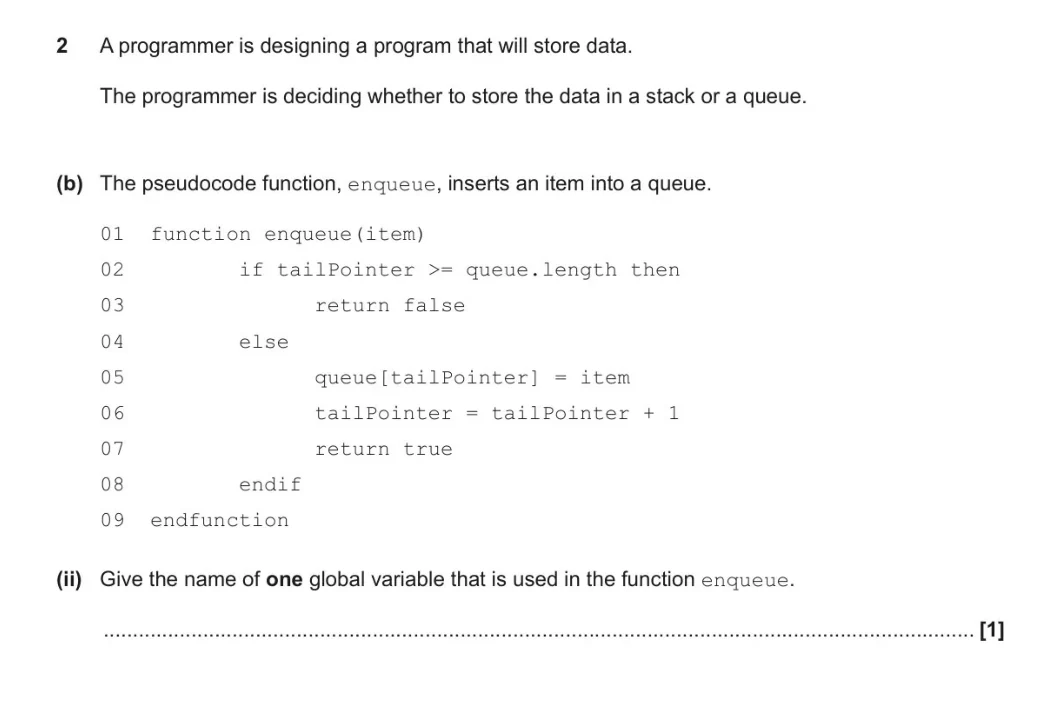 2 A programmer is designing a program that will store data.
The programmer is deciding whether to store the data in a stack or a queue.
(b) The pseudocode function, enqueue, inserts an item into a queue.
01 function enqueue(item)
02 if tailPointer >= queue.length then
03 return false
04 else
05 queue[tailPointer] = item
06 tailPointer = tailPointer + 1
07 return true
08 endif
09 endfunction
(ii) Give the name of one global variable that is used in the function enqueue.
[1]